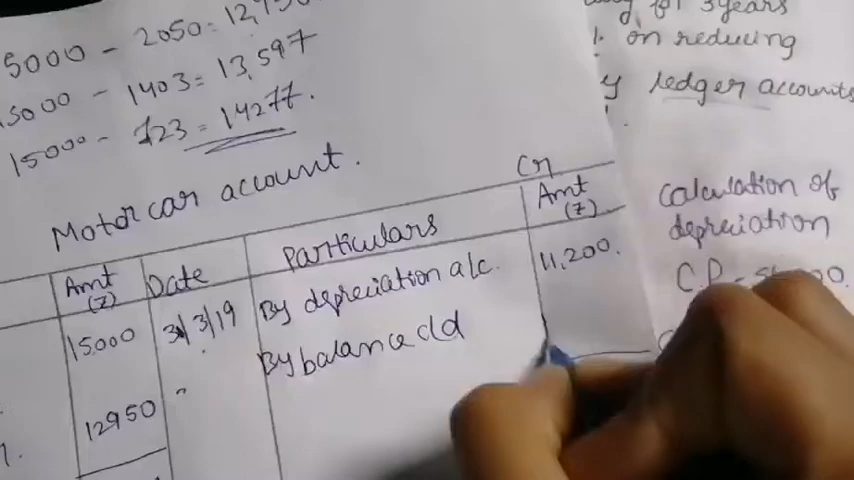 5000 - 2050 = 12,950
15000 - 1403 = 13,597
15000 - 723 = 14277.
Motor car account.
Cr
Amt (₹) Date Particulars Amt (₹)
15000 31/3/19 By depreciation a/c. 11,200.
12950 " By balance c/d
for 3 years
on reducing
ledger accounts
Calculation of
depreciation
C.P -